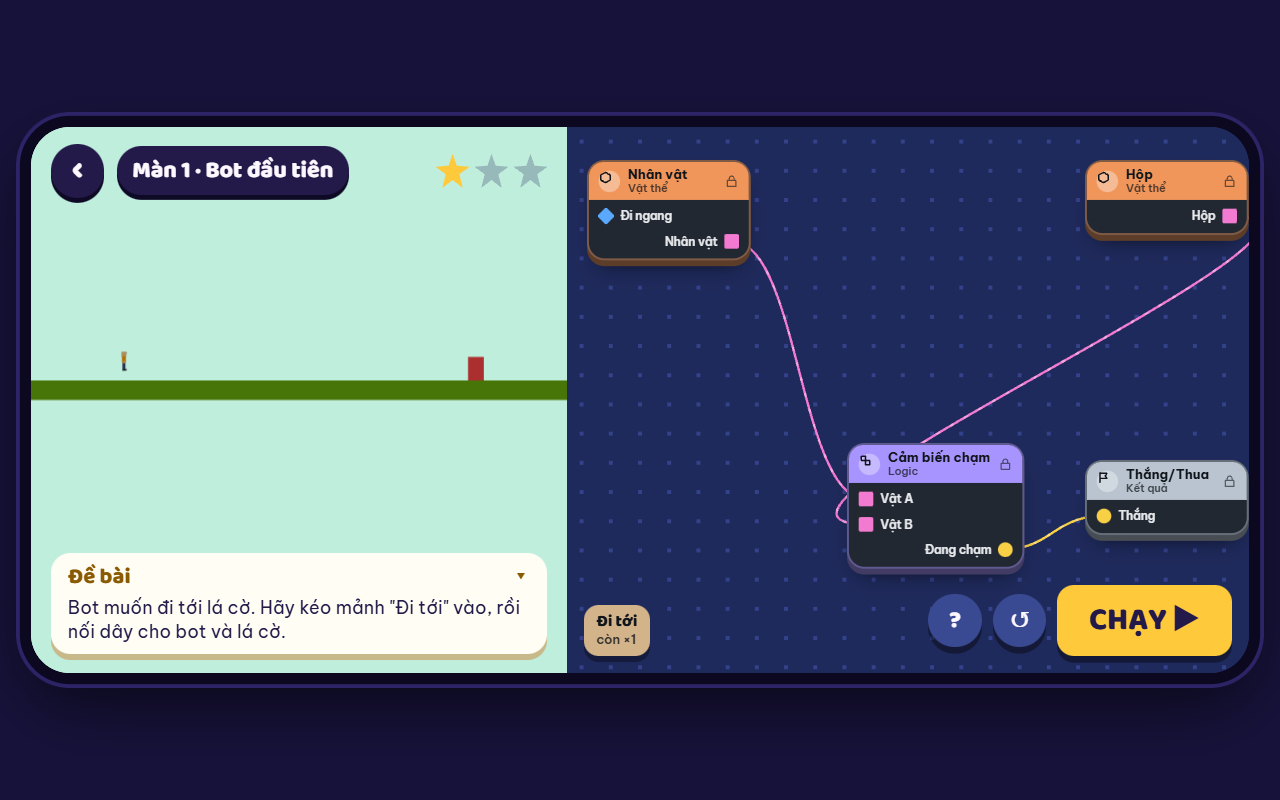 Màn 1 • Bot đầu tiên
Đề bài
Bot muốn đi tới lá cờ. Hãy kéo mảnh "Đi tới" vào, rồi
nối dây cho bot và lá cờ.
Nhân vật
Vật thể
Đi ngang
Nhân vật
Hộp
Vật thể
Hộp
Cảm biến chạm
Logic
Vật A
Vật B
Đang chạm
Thắng/Thua
Kết quả
Thắng
Đi tới
còn ×1
?
CHẠY